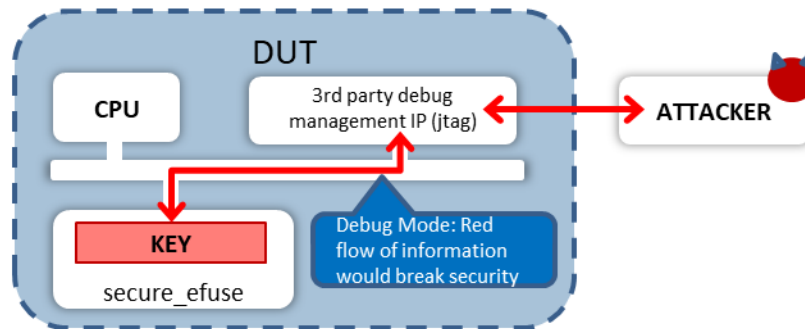 DUT
CPU
3rd party debug
management IP (jtag)
ATTACKER
Debug Mode: Red
flow of information
would break security
KEY
secure_efuse